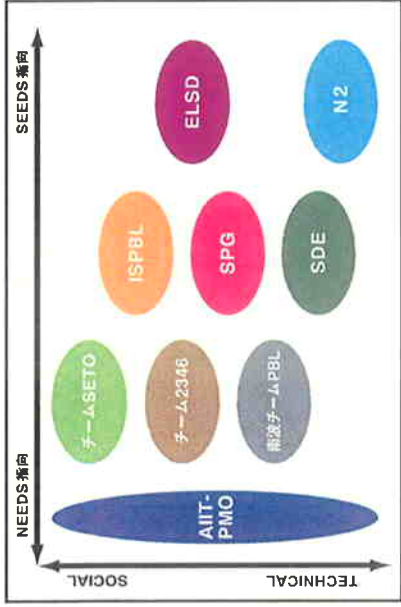 NEEDS指向
SEEDS指向
SOCIAL
TECHNICAL
AIIT-
PMO
チームSETO
チーム2348
雨波チームPBL
ISPBL
SPG
SDE
ELSD
N2